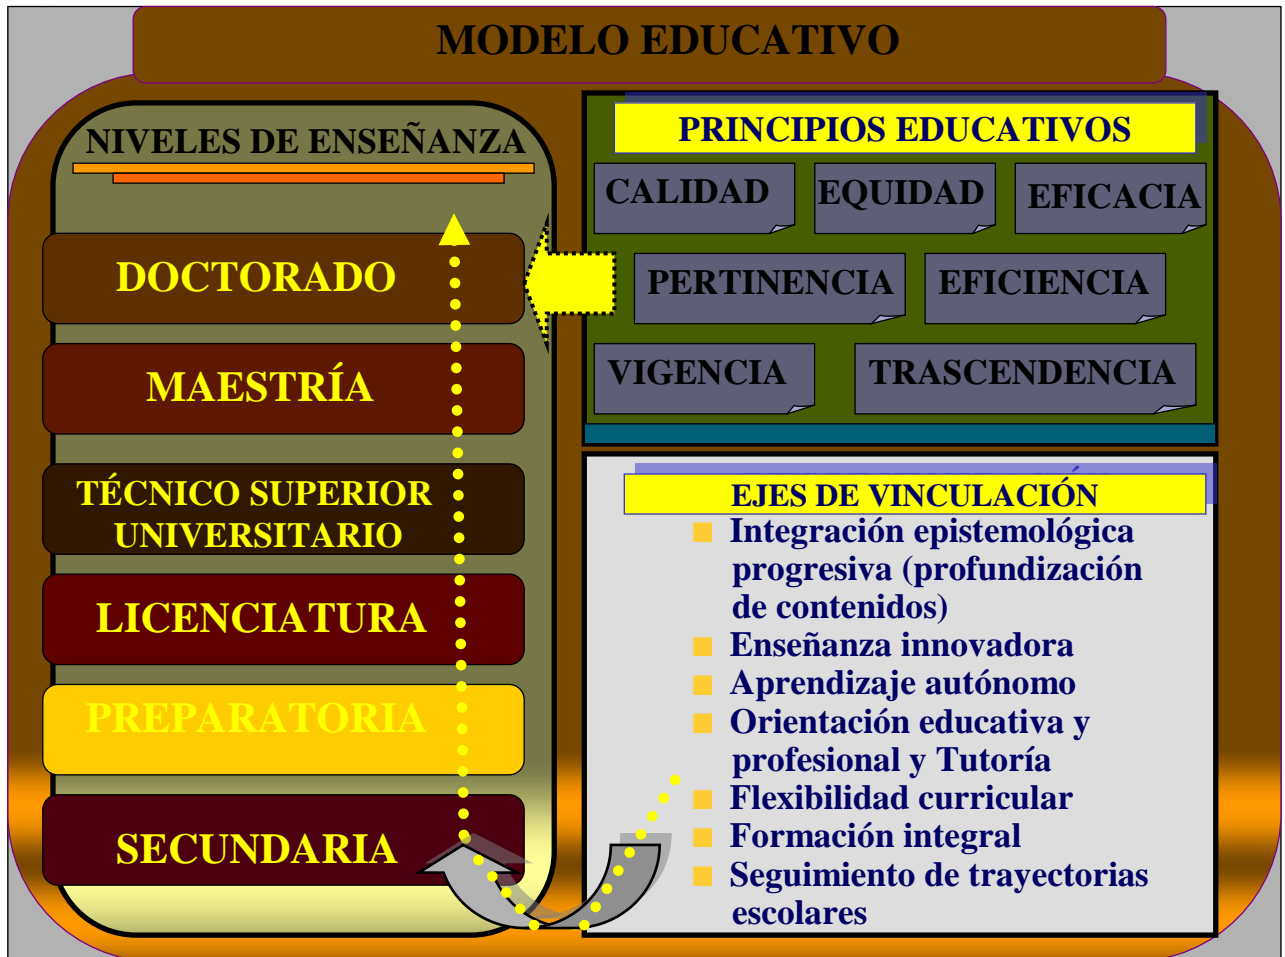 MODELO EDUCATIVO
NIVELES DE ENSEÑANZA
DOCTORADO
MAESTRÍA
TÉCNICO SUPERIOR
UNIVERSITARIO
LICENCIATURA
PREPARATORIA
SECUNDARIA
PRINCIPIOS EDUCATIVOS
CALIDAD
EQUIDAD
EFICACIA
PERTINENCIA
EFICIENCIA
VIGENCIA
TRASCENDENCIA
EJES DE VINCULACIÓN
Integración epistemológica
progresiva (profundización
de contenidos)
Enseñanza innovadora
Aprendizaje autónomo
Orientación educativa y
profesional y Tutoría
Flexibilidad curricular
Formación integral
Seguimiento de trayectorias
escolares